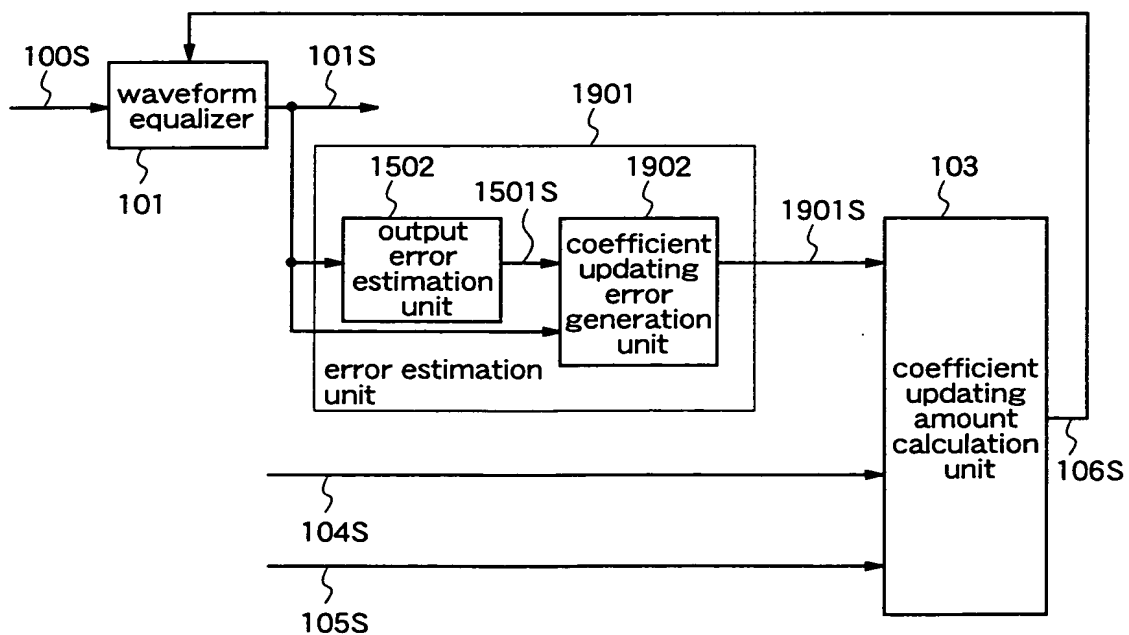 100S
101S
waveform
equalizer
101
1901
1502
1501S
1902
1901S
103
output
error
estimation
unit
coefficient
updating
error
generation
unit
error estimation
unit
coefficient
updating
amount
calculation
unit
106S
104S
105S